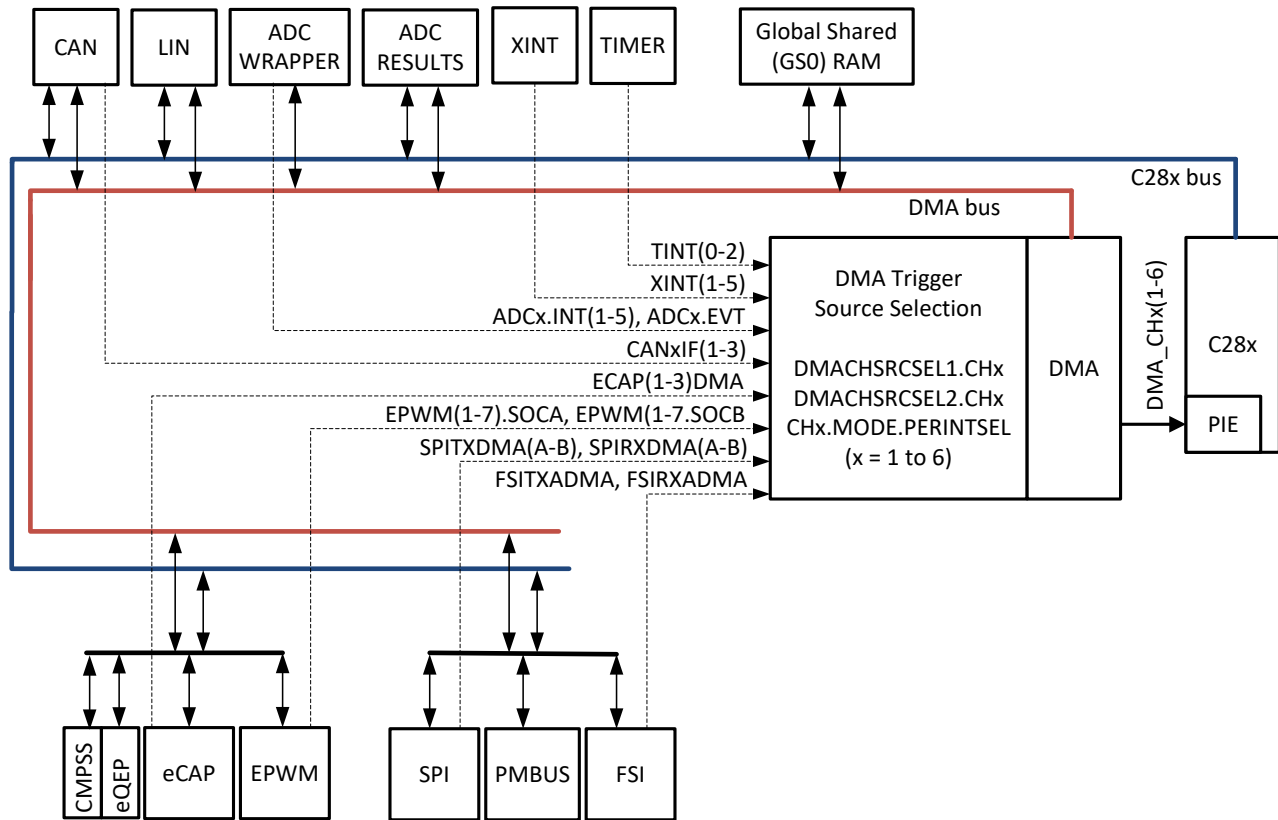 CAN
LIN
ADC
WRAPPER
ADC
RESULTS
XINT
TIMER
Global Shared
(GS0) RAM
C28x bus
DMA bus
TINT(0-2)
XINT(1-5)
ADCx.INT(1-5), ADCx.EVT
CANxIF(1-3)
ECAP(1-3)DMA
EPWM(1-7).SOCA, EPWM(1-7.SOCB
SPITXDMA(A-B), SPIRXDMA(A-B)
FSITXADMA, FSIRXADMA
DMA Trigger
Source Selection
DMACHSRCSEL1.CHx
DMACHSRCSEL2.CHx
CHx.MODE.PERINTSEL
(x = 1 to 6)
DMA
DMA_CHx(1-6)
C28x
PIE
CMPSS
eQEP
eCAP
EPWM
SPI
PMBUS
FSI